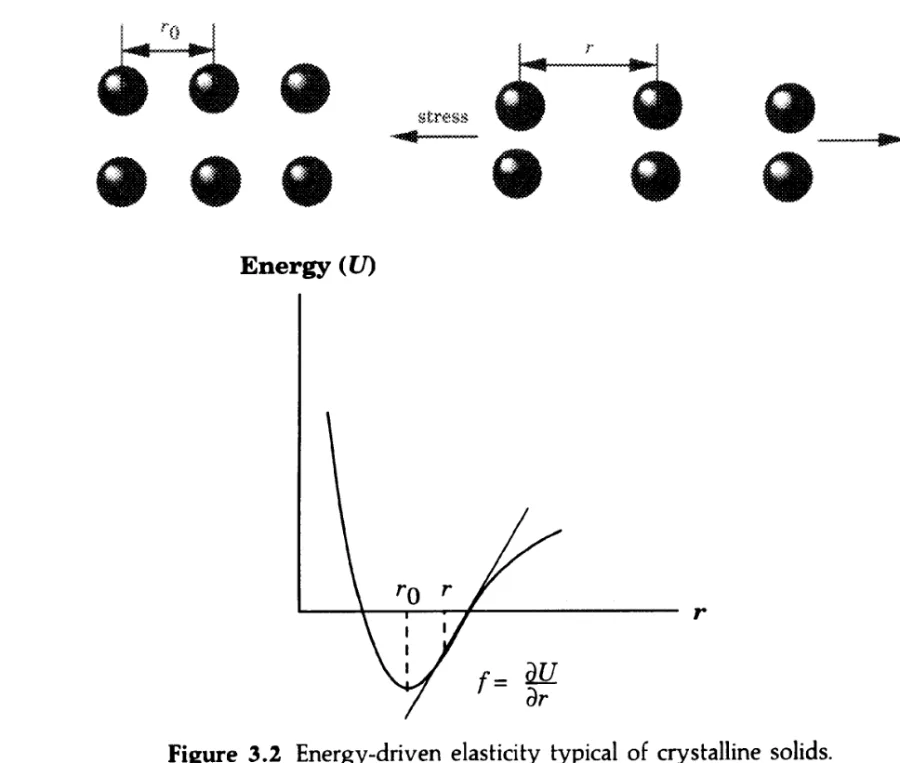 r₀
r
stress
Energy (U)
r₀ r
r
f = ∂U/∂r
Figure 3.2 Energy-driven elasticity typical of crystalline solids.